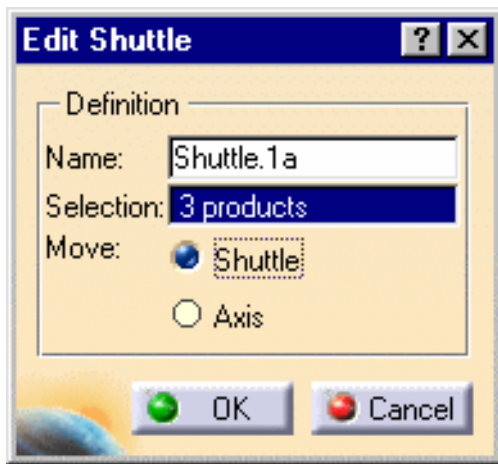 Edit Shuttle ? X
Definition
Name: Shuttle.1a
Selection: 3 products
Move: Shuttle
Axis
OK Cancel